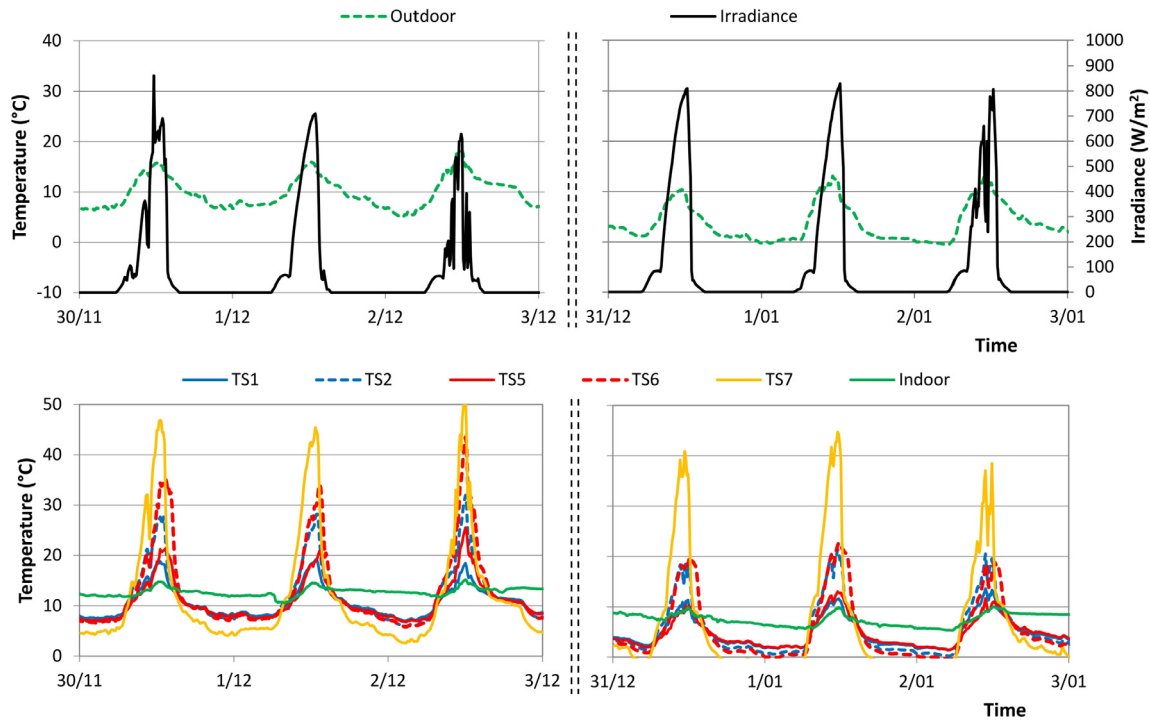 Outdoor Irradiance
40 1000
900
30 800
700
20 600
500
10 400
300
0 200
100
-10 0
Temperature (°C)
Irradiance (W/m²)
30/11 1/12 2/12 3/12 31/12 1/01 2/01 3/01
Time
TS1 TS2 TS5 TS6 TS7 Indoor
50
40
30
20
10
0
Temperature (°C)
30/11 1/12 2/12 3/12 31/12 1/01 2/01 3/01
Time